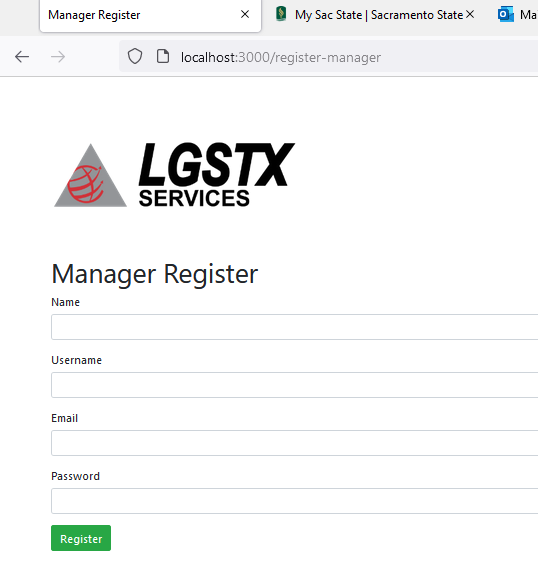 Manager Register
My Sac State | Sacramento State
Ma
localhost:3000/register-manager
LGSTX
SERVICES
Manager Register
Name
Username
Email
Password
Register